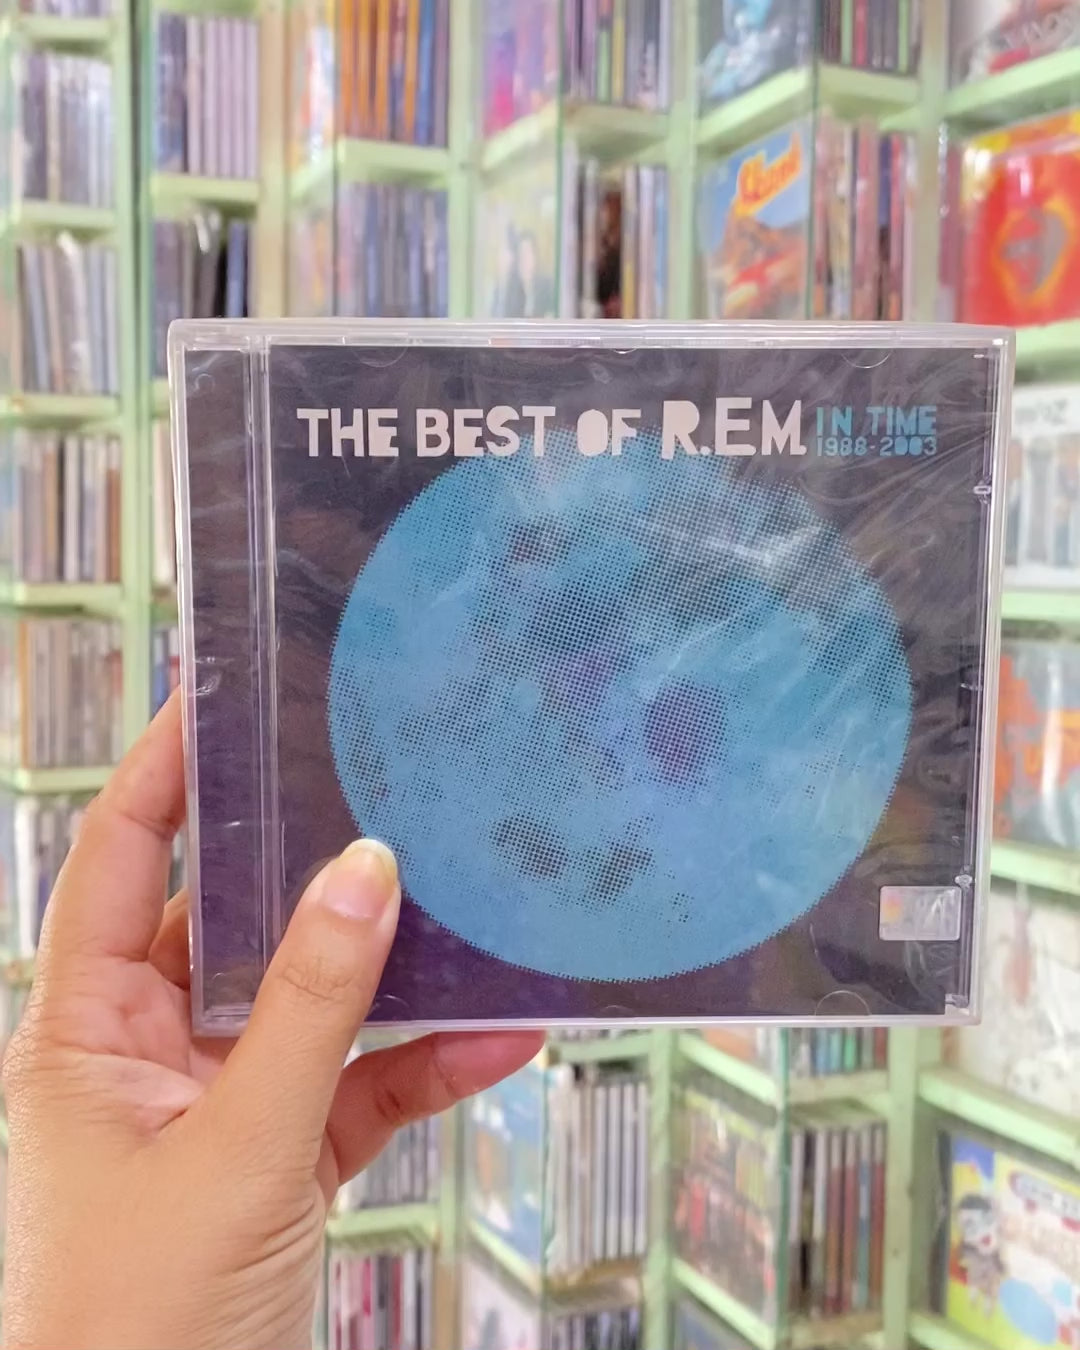 THE BEST OF R.E.M. IN TIME
1988-2003